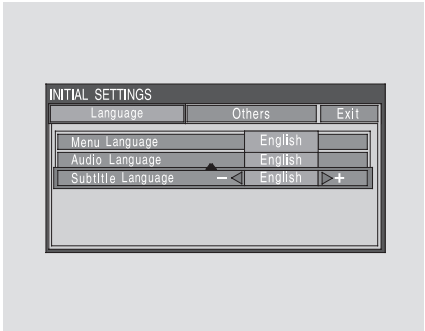 INITIAL SETTINGS
Language Others Exit
Menu Language English
Audio Language English
Subtitle Language − English +